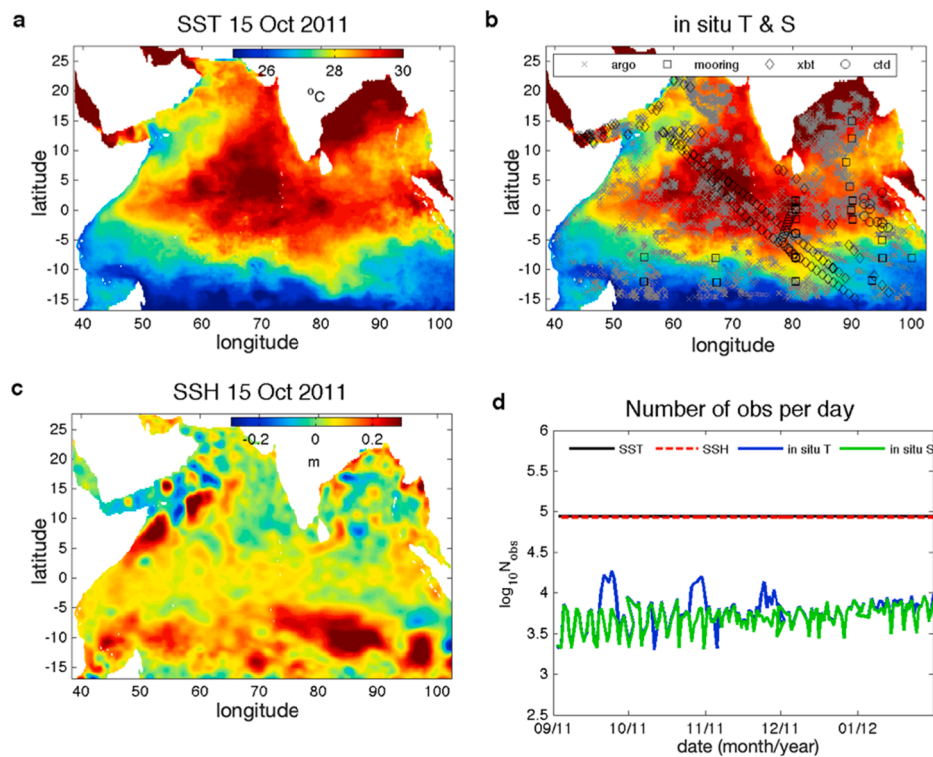 a
SST 15 Oct 2011
26 28 30
°C
25
20
15
10
5
0
-5
-10
-15
latitude
40 50 60 70 80 90 100
longitude
b
in situ T & S
argo mooring xbt ctd
25
20
15
10
5
0
-5
-10
-15
latitude
40 50 60 70 80 90 100
longitude
c
SSH 15 Oct 2011
-0.2 0 0.2
m
25
20
15
10
5
0
-5
-10
-15
latitude
40 50 60 70 80 90 100
longitude
d
Number of obs per day
SST SSH in situ T in situ S
6
5.5
5
4.5
4
3.5
3
2.5
log10 Nobs
09/11 10/11 11/11 12/11 01/12
date (month/year)